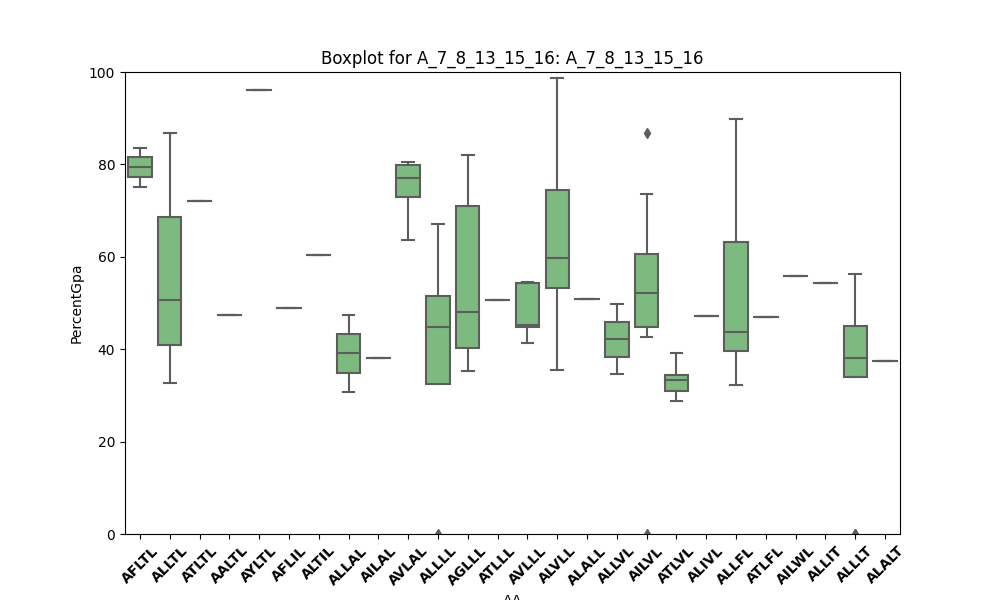 Boxplot for A_7_8_13_15_16: A_7_8_13_15_16
100
80
60
40
20
0
PercentGpa
AFLTL
ALLTL
ATLTL
AALTL
AYLTL
AFLIL
ALTIL
ALLAL
AILAL
AVLAL
ALLLL
AGLLL
ATLLL
AVLLL
ALVLL
ALALL
ALLVL
AILVL
ATLVL
ALIVL
ALLFL
ATLFL
AILWL
ALLIT
ALLLT
ALALT